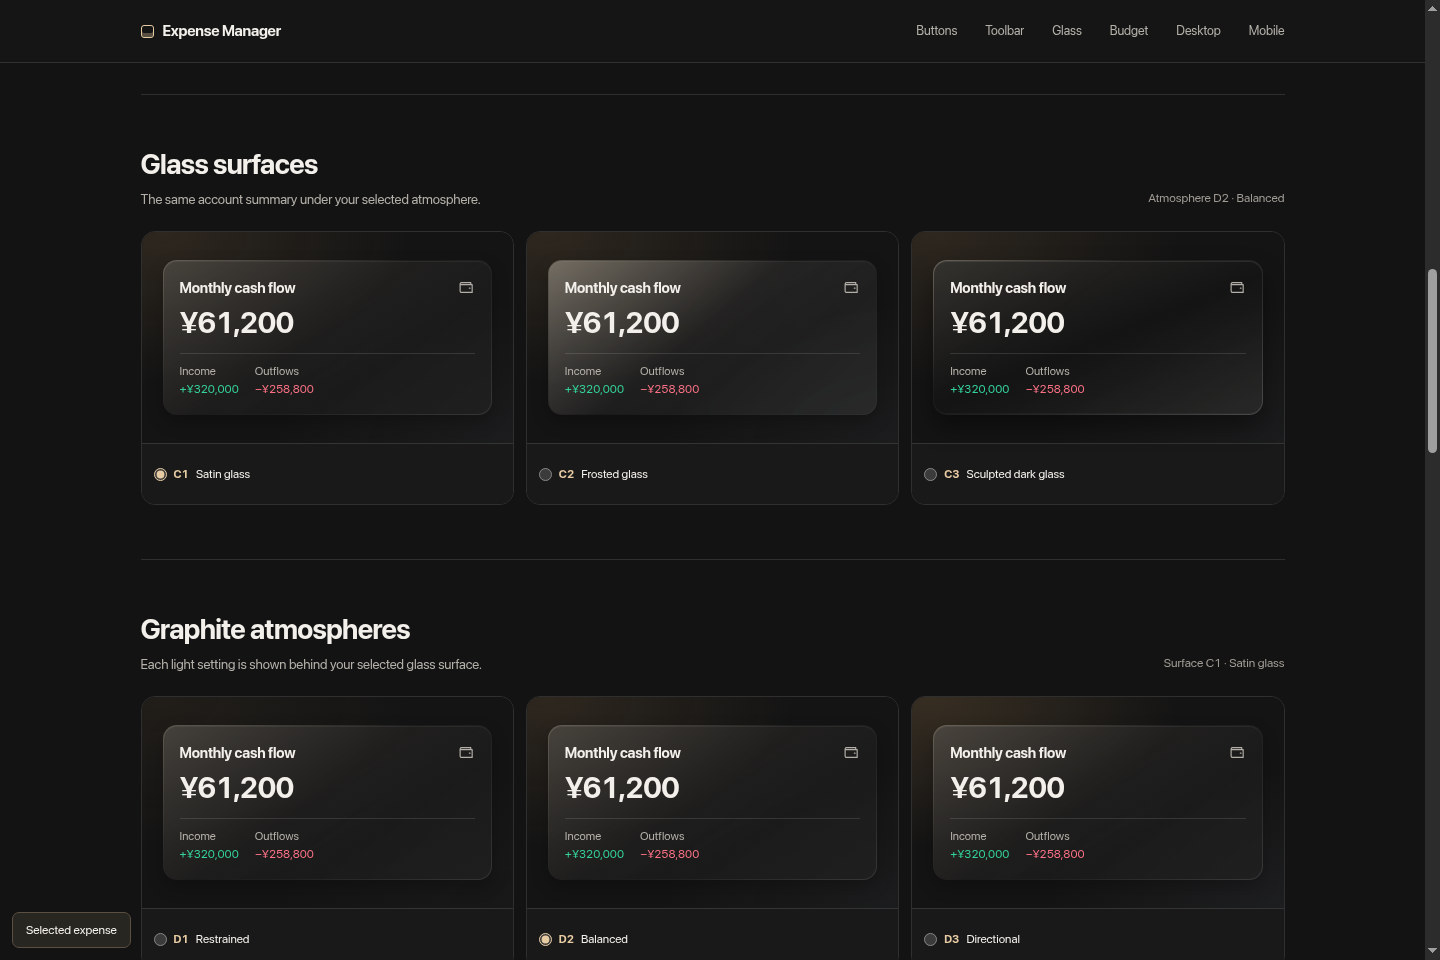 Expense Manager
Buttons Toolbar Glass Budget Desktop Mobile
Glass surfaces
The same account summary under your selected atmosphere.
Atmosphere D2 · Balanced
Monthly cash flow
¥61,200
Income Outflows
+¥320,000 −¥258,800
C1 Satin glass
Monthly cash flow
¥61,200
Income Outflows
+¥320,000 −¥258,800
C2 Frosted glass
Monthly cash flow
¥61,200
Income Outflows
+¥320,000 −¥258,800
C3 Sculpted dark glass
Graphite atmospheres
Each light setting is shown behind your selected glass surface.
Surface C1 · Satin glass
Monthly cash flow
¥61,200
Income Outflows
+¥320,000 −¥258,800
D1 Restrained
Monthly cash flow
¥61,200
Income Outflows
+¥320,000 −¥258,800
D2 Balanced
Monthly cash flow
¥61,200
Income Outflows
+¥320,000 −¥258,800
D3 Directional
Selected expense